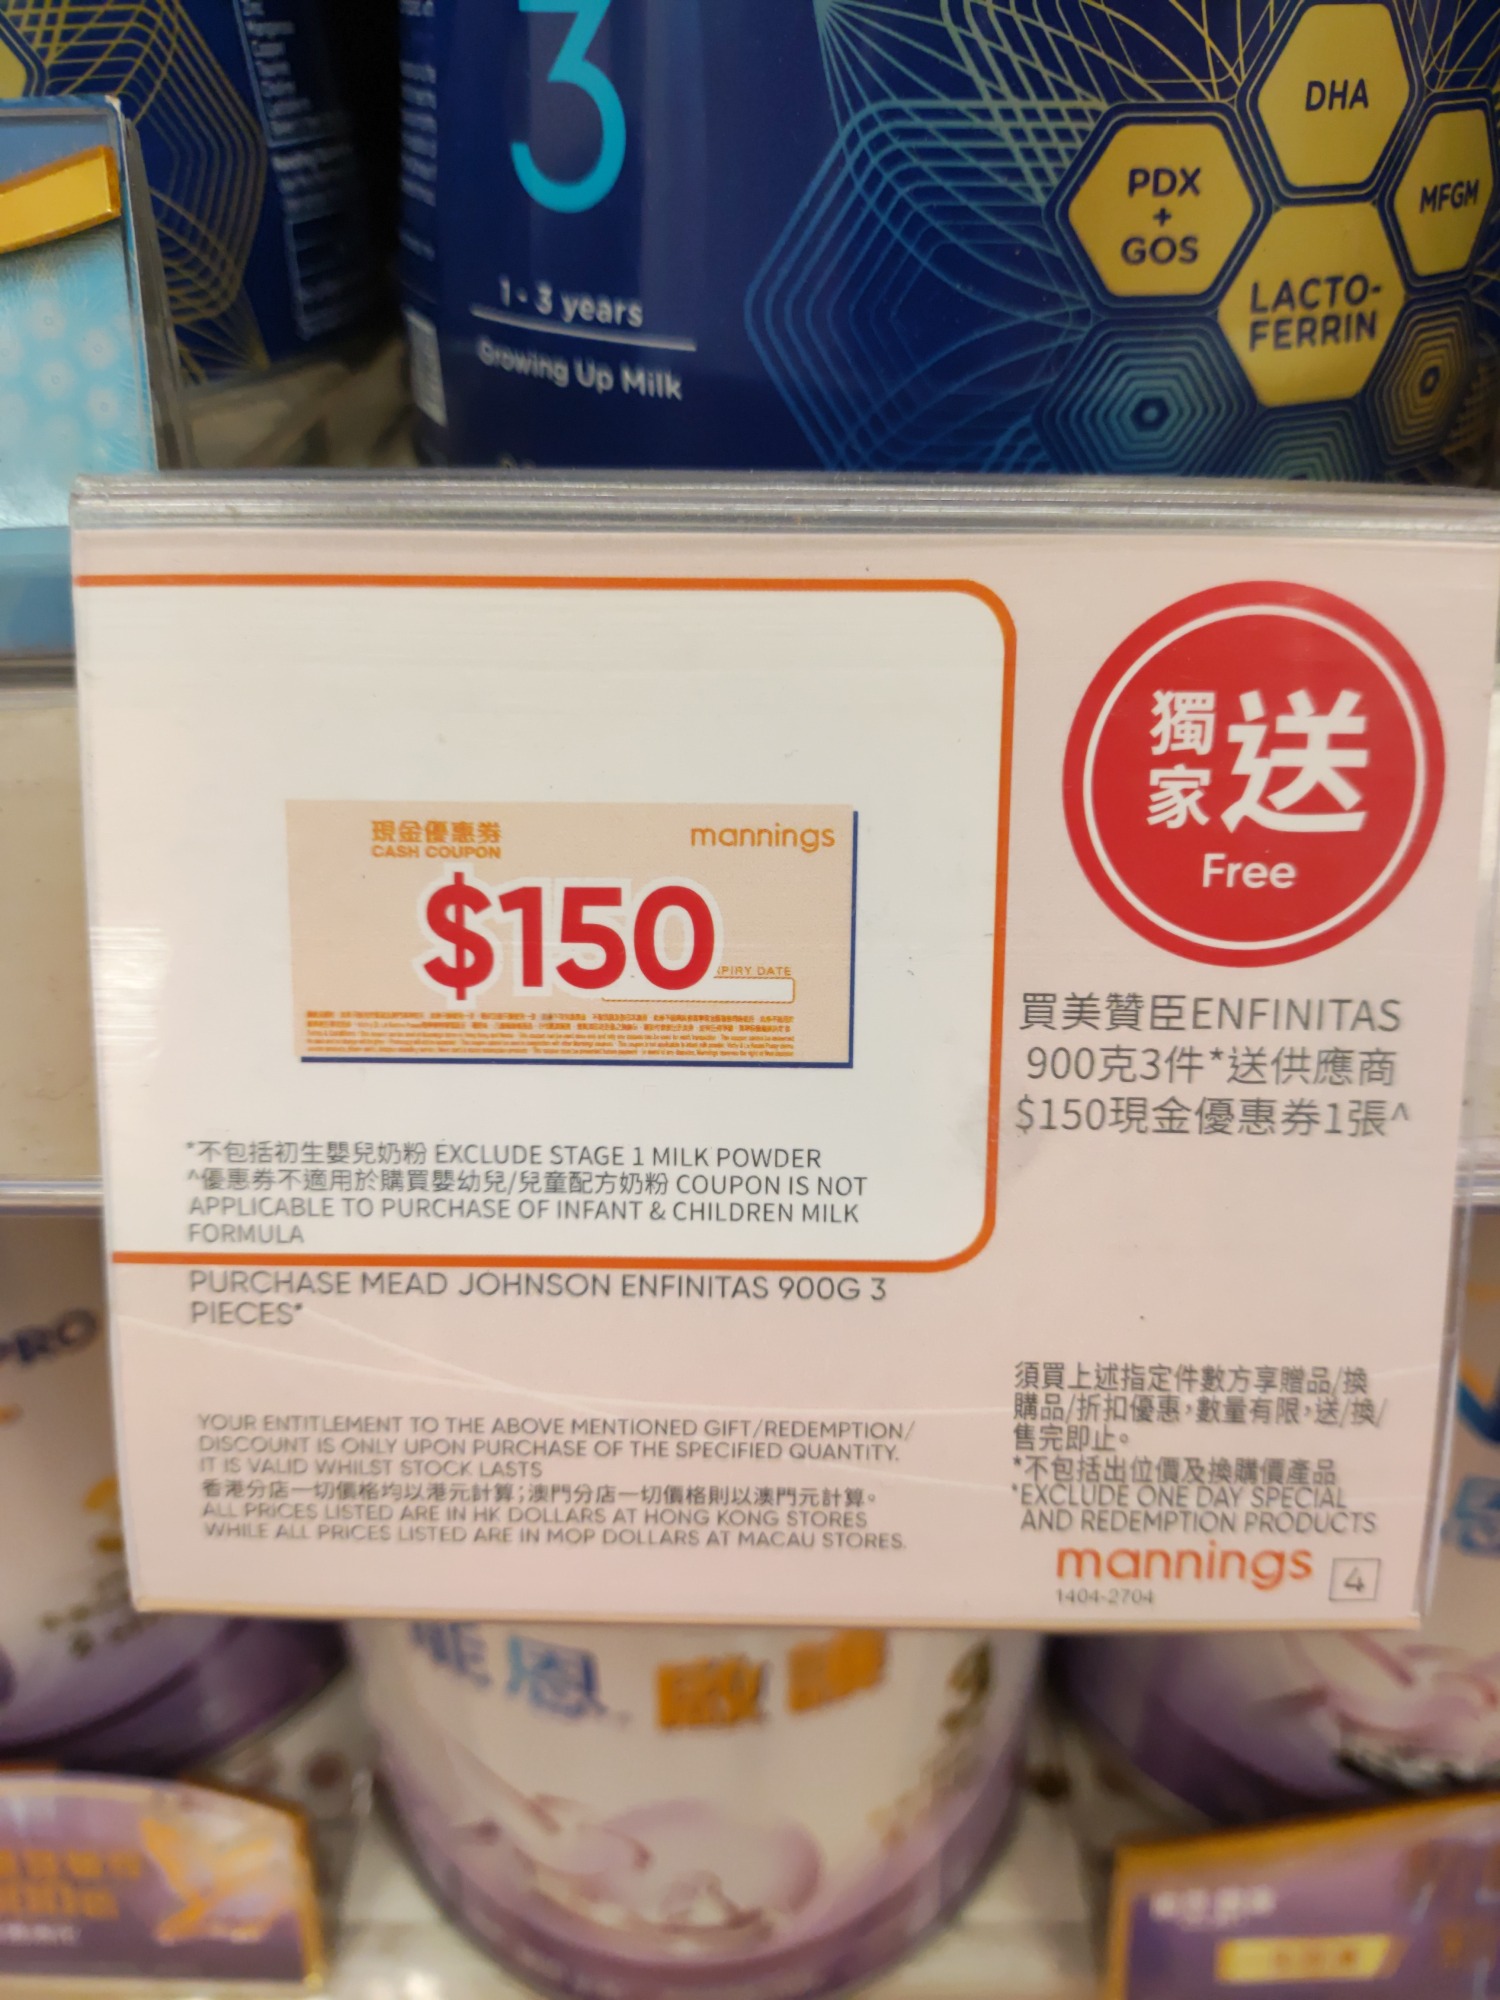 3
1 - 3 years
Growing Up Milk
DHA
PDX
+
GOS
MFGM
LACTO-
FERRIN
獨家送
Free
現金優惠券
CASH COUPON
mannings
$150
PIRY DATE
買美贊臣ENFINITAS
900克3件*送供應商
$150現金優惠券1張^
*不包括初生嬰兒奶粉 EXCLUDE STAGE 1 MILK POWDER
^優惠券不適用於購買嬰幼兒/兒童配方奶粉 COUPON IS NOT
APPLICABLE TO PURCHASE OF INFANT & CHILDREN MILK
FORMULA
PURCHASE MEAD JOHNSON ENFINITAS 900G 3
PIECES*
YOUR ENTITLEMENT TO THE ABOVE MENTIONED GIFT/REDEMPTION/
DISCOUNT IS ONLY UPON PURCHASE OF THE SPECIFIED QUANTITY.
IT IS VALID WHILST STOCK LASTS
香港分店一切價格均以港元計算；澳門分店一切價格則以澳門元計算。
ALL PRICES LISTED ARE IN HK DOLLARS AT HONG KONG STORES
WHILE ALL PRICES LISTED ARE IN MOP DOLLARS AT MACAU STORES.
須買上述指定件數方享贈品/換
購品/折扣優惠，數量有限，送/換/
售完即止。
*不包括出位價及換購價產品
*EXCLUDE ONE DAY SPECIAL
AND REDEMPTION PRODUCTS
mannings 4
1404-2704
PRO
恩